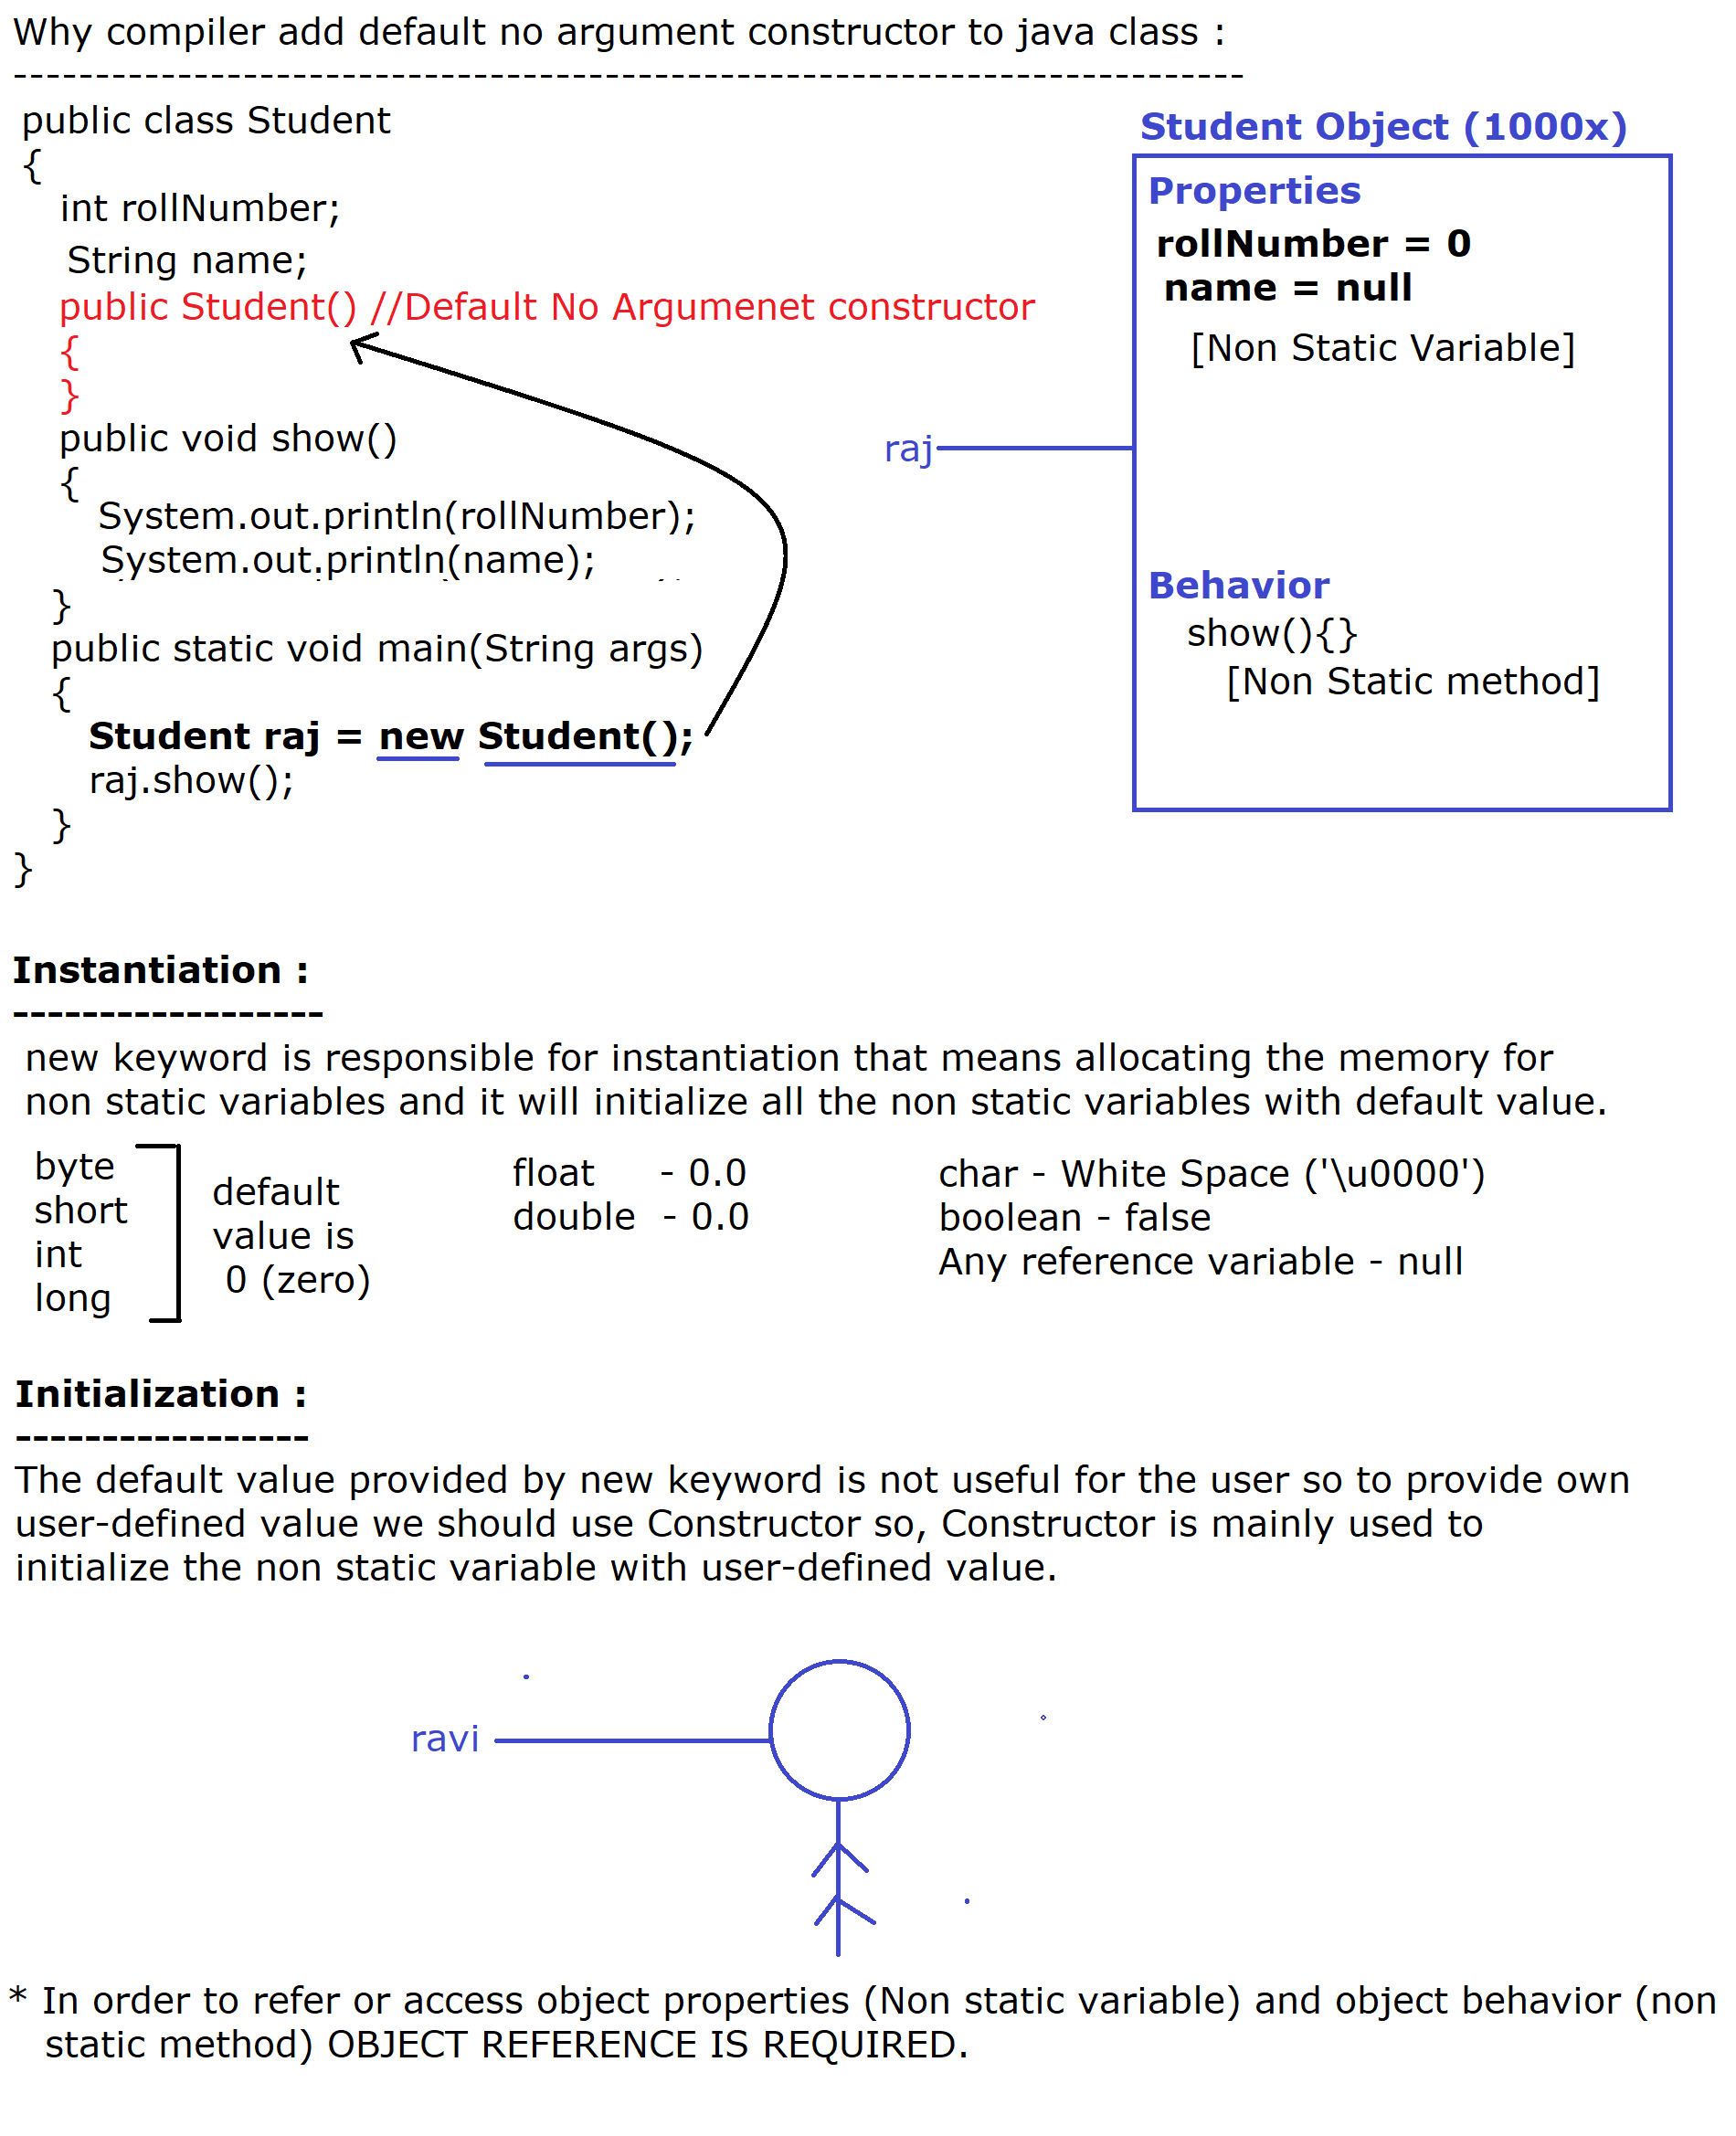 Why compiler add default no argument constructor to java class :
---------------------------------------------------------------------------
public class Student
{
int rollNumber;
String name;
public Student() //Default No Argumenet constructor
{
}
public void show()
{
System.out.println(rollNumber);
System.out.println(name);
}
public static void main(String args)
{
Student raj = new Student();
raj.show();
}
}
Student Object (1000x)
Properties
rollNumber = 0
name = null
[Non Static Variable]
raj
Behavior
show(){}
[Non Static method]
Instantiation :
------------------
new keyword is responsible for instantiation that means allocating the memory for
non static variables and it will initialize all the non static variables with default value.
byte
short
int
long
default
value is
0 (zero)
float - 0.0
double - 0.0
char - White Space ('\u0000')
boolean - false
Any reference variable - null
Initialization :
-----------------
The default value provided by new keyword is not useful for the user so to provide own
user-defined value we should use Constructor so, Constructor is mainly used to
initialize the non static variable with user-defined value.
ravi
* In order to refer or access object properties (Non static variable) and object behavior (non
static method) OBJECT REFERENCE IS REQUIRED.